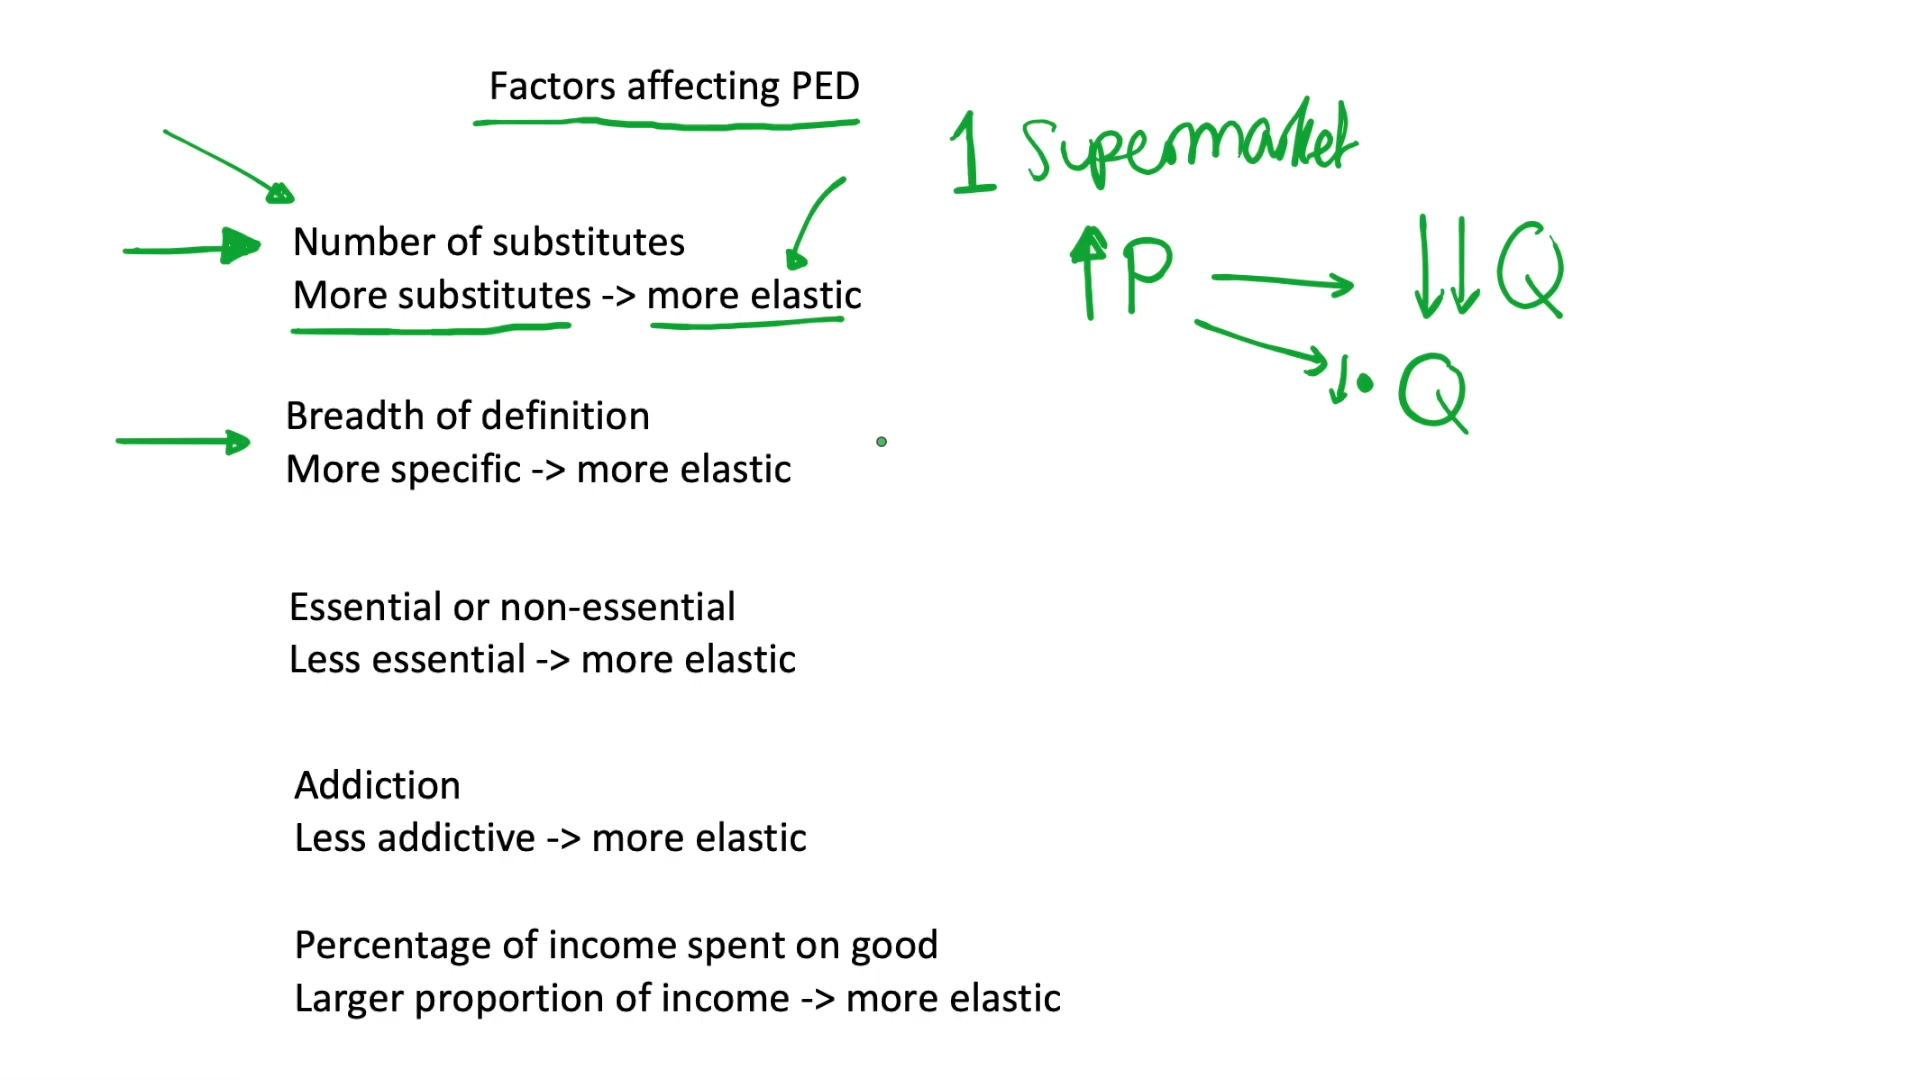 Factors affecting PED
1 Supermarket
Number of substitutes
More substitutes -> more elastic
↑ P → ↓↓ Q
→ ↓ • Q
Breadth of definition
More specific -> more elastic
Essential or non-essential
Less essential -> more elastic
Addiction
Less addictive -> more elastic
Percentage of income spent on good
Larger proportion of income -> more elastic